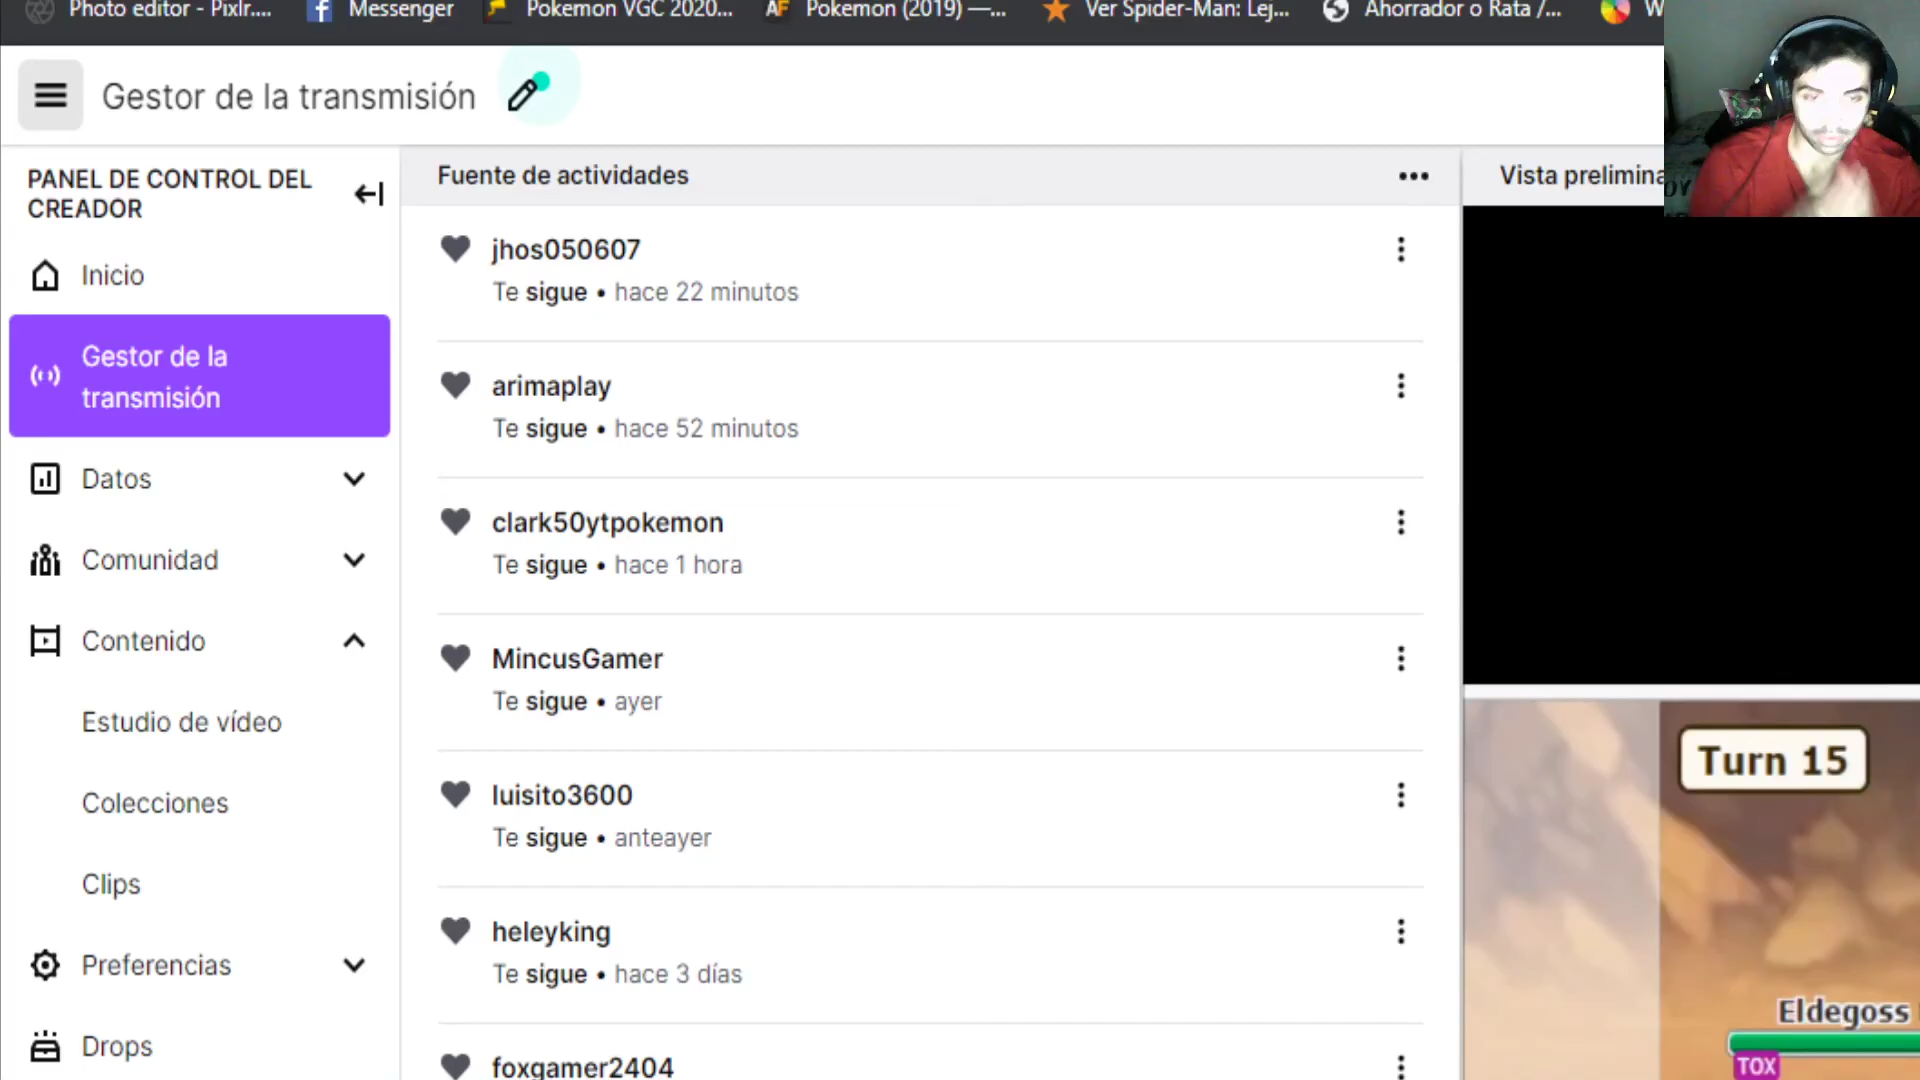 Photo editor - Pixlr....
Messenger
Pokemon VGC 2020...
AF
Pokemon (2019) —...
Ver Spider-Man: Lej...
Ahorrador o Rata /...
W
Gestor de la transmisión
PANEL DE CONTROL DEL
CREADOR
Inicio
Gestor de la
transmisión
Datos
Comunidad
Contenido
Estudio de vídeo
Colecciones
Clips
Preferencias
Drops
Fuente de actividades
jhos050607
Te sigue • hace 22 minutos
arimaplay
Te sigue • hace 52 minutos
clark50ytpokemon
Te sigue • hace 1 hora
MincusGamer
Te sigue • ayer
luisito3600
Te sigue • anteayer
heleyking
Te sigue • hace 3 días
foxgamer2404
Vista prelimina
Turn 15
Eldegoss
TOX